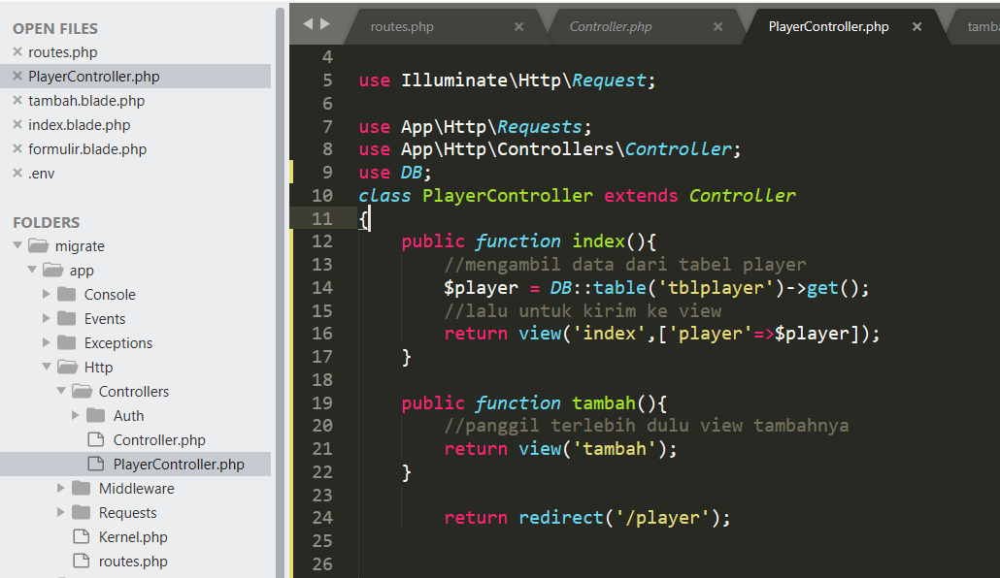 OPEN FILES
routes.php
PlayerController.php
tambah.blade.php
index.blade.php
formulir.blade.php
.env
FOLDERS
migrate
app
Console
Events
Exceptions
Http
Controllers
Auth
Controller.php
PlayerController.php
Middleware
Requests
Kernel.php
routes.php
routes.php
Controller.php
PlayerController.php
tamba
4
5 use Illuminate\Http\Request;
6
7 use App\Http\Requests;
8 use App\Http\Controllers\Controller;
9 use DB;
10 class PlayerController extends Controller
11 {
12 public function index(){
13 //mengambil data dari tabel player
14 $player = DB::table('tblplayer')->get();
15 //lalu untuk kirim ke view
16 return view('index',['player'=>$player]);
17 }
18
19 public function tambah(){
20 //panggil terlebih dulu view tambahnya
21 return view('tambah');
22 }
23
24 return redirect('/player');
25
26